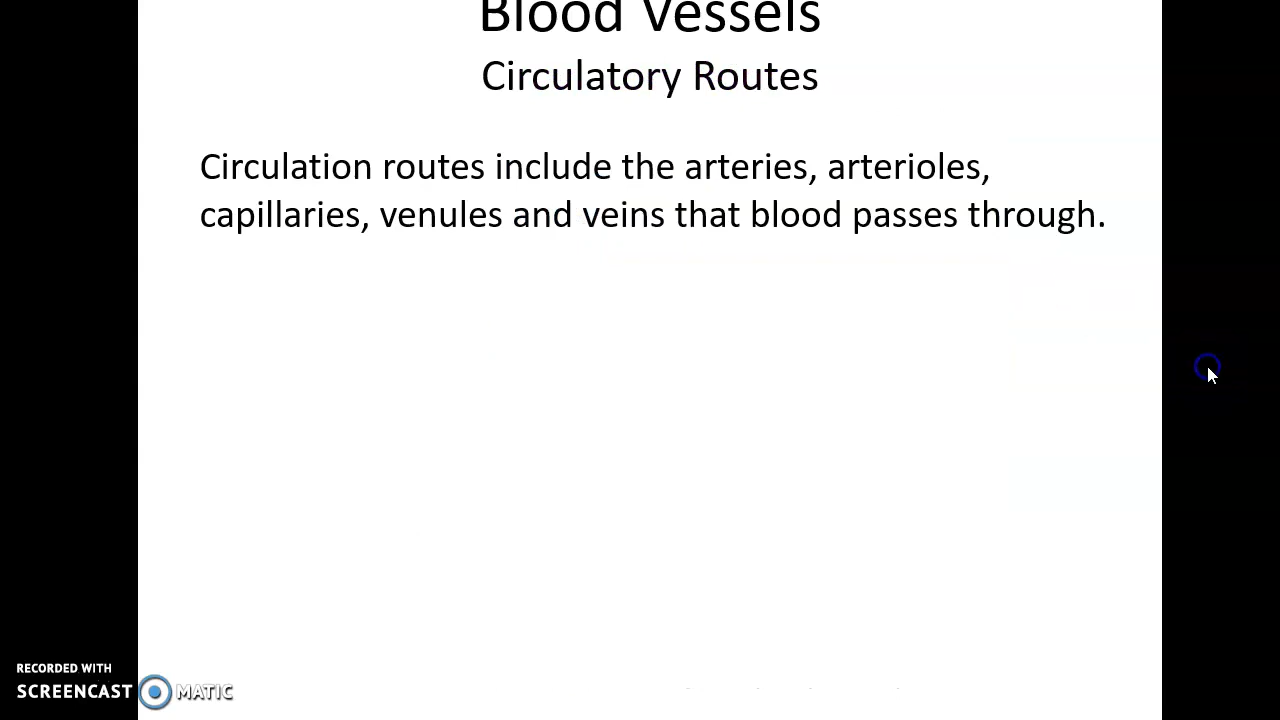 Blood Vessels
Circulatory Routes
Circulation routes include the arteries, arterioles,
capillaries, venules and veins that blood passes through.
RECORDED WITH
SCREENCAST MATIC